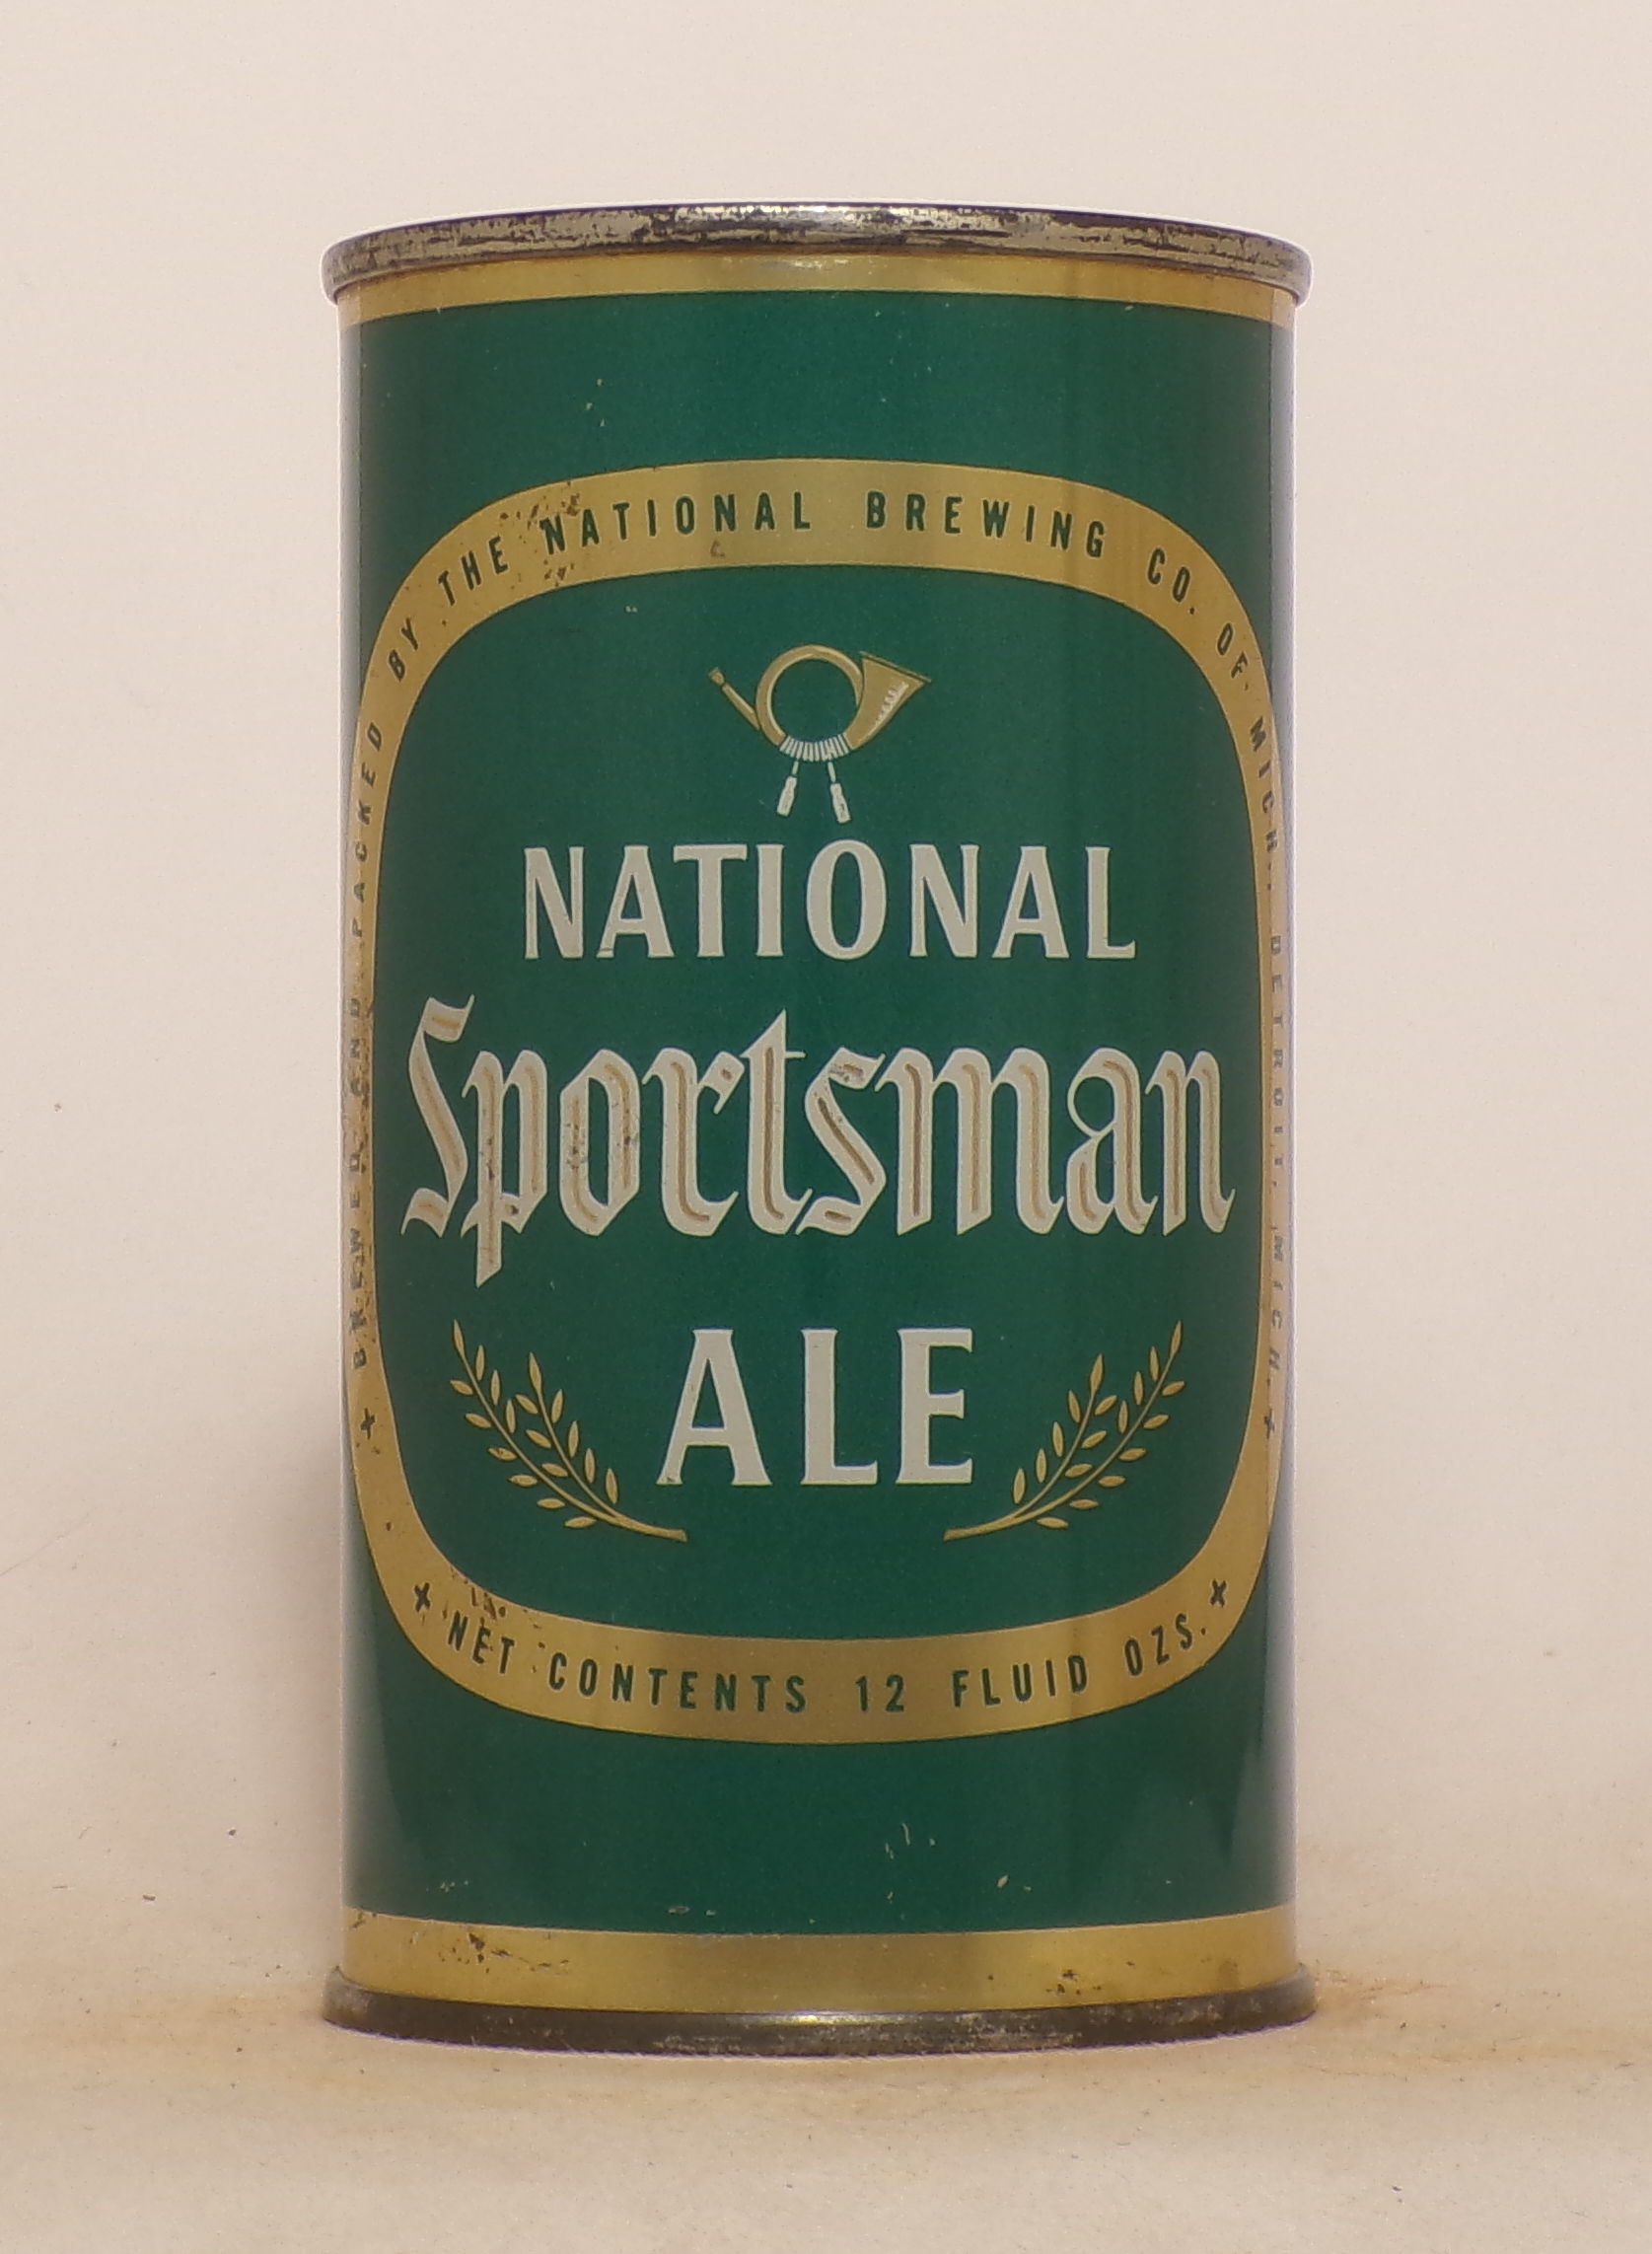 BREWED AND PACKED BY THE NATIONAL BREWING CO. OF MICH. DETROIT, MICH.
NATIONAL
Sportsman
ALE
NET CONTENTS 12 FLUID OZS.